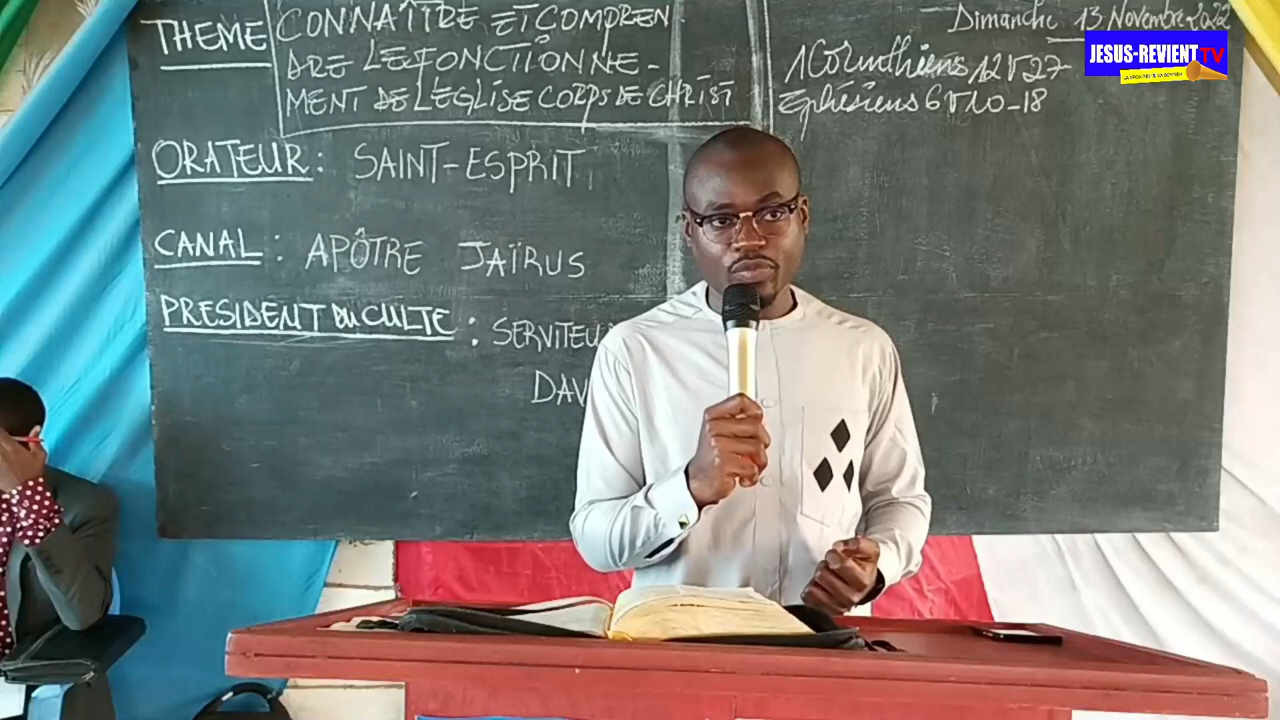 THEME CONNAÎTRE ET COMPREN
DRE LE FONCTIONNE-
MENT DE L'EGLISE CORPS DE CHRIST
Dimanche 13 Novembre 2022
1 Corinthiens 12 V 27
Ephésiens 6 V 10-18
JESUS-REVIENT TV
ORATEUR : SAINT-ESPRIT
CANAL : APÔTRE JAÏRUS
PRESIDENT DU CULTE : SERVITEU
DAV